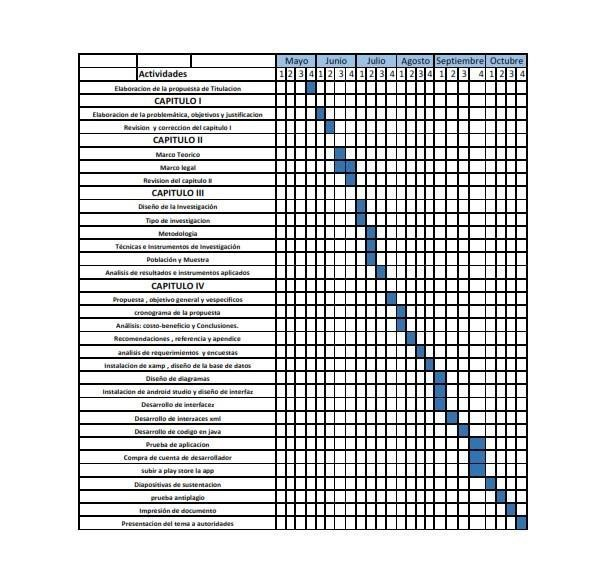 Mayo Junio Julio Agosto Septiembre Octubre
Actividades 1 2 3 4 1 2 3 4 1 2 3 4 1 2 3 4 1 2 3 4 1 2 3 4
Elaboracion de la propuesta de Titulacion
CAPITULO I
Elaboracion de la problemática, objetivos y justificacion
Revision y correccion del capitulo I
CAPITULO II
Marco Teorico
Marco legal
Revision del capitulo II
CAPITULO III
Diseño de la Investigación
Tipo de investigacion
Metodologia
Técnicas e Instrumentos de Investigación
Población y Muestra
Analisis de resultados e instrumentos aplicados
CAPITULO IV
Propuesta , objetivo general y vespecificos
cronograma de la propuesta
Análisis: costo-beneficio y Conclusiones.
Recomendaciones , referencia y apendice
analisis de requerimientos y encuestas
Instalacion de xamp , diseño de la base de datos
Diseño de diagramas
Instalacion de android studio y diseño de interfaz
Desarrollo de interfacez
Desarrollo de interzaces xml
Desarrollo de codigo en java
Prueba de aplicacion
Compra de cuenta de desarrollador
subir a play store la app
Diapositivas de sustentacion
prueba antiplagio
Impresión de documento
Presentacion del tema a autoridades